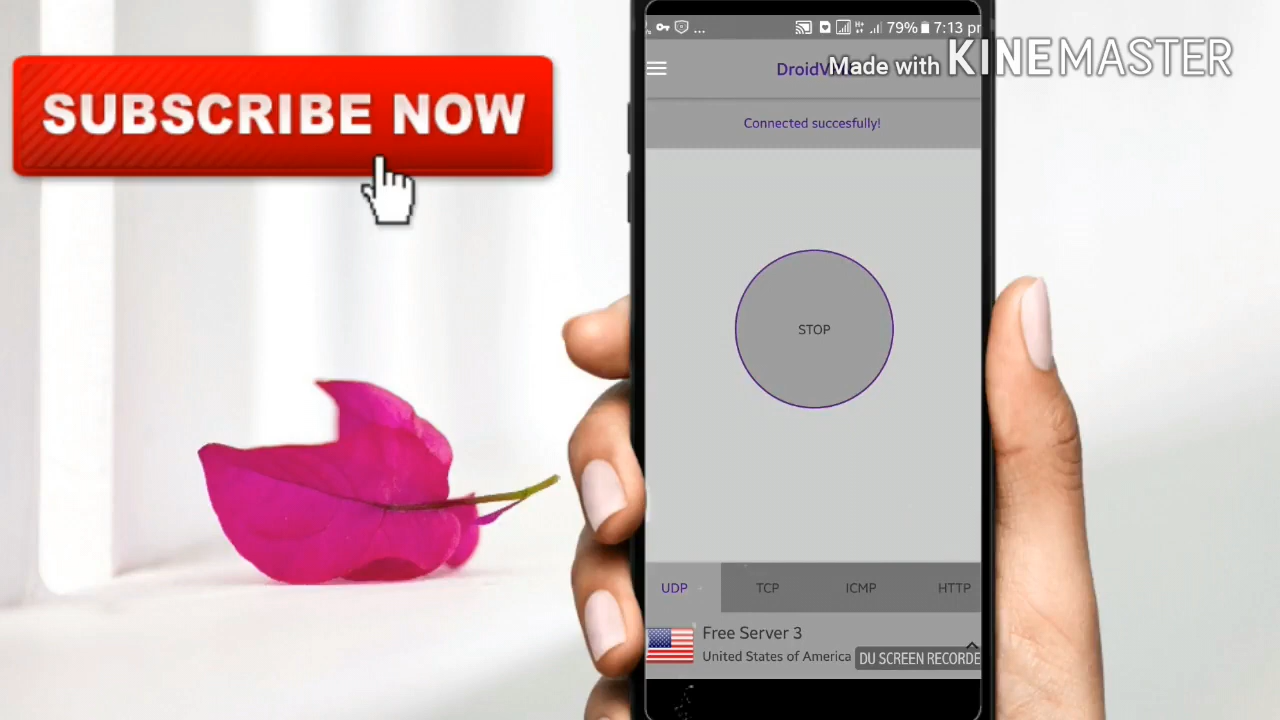 SUBSCRIBE NOW
... 79% 7:13 pm
Made with KINEMASTER
Connected succesfully!
STOP
UDP TCP ICMP HTTP
Free Server 3
United States of America
DU SCREEN RECORDE